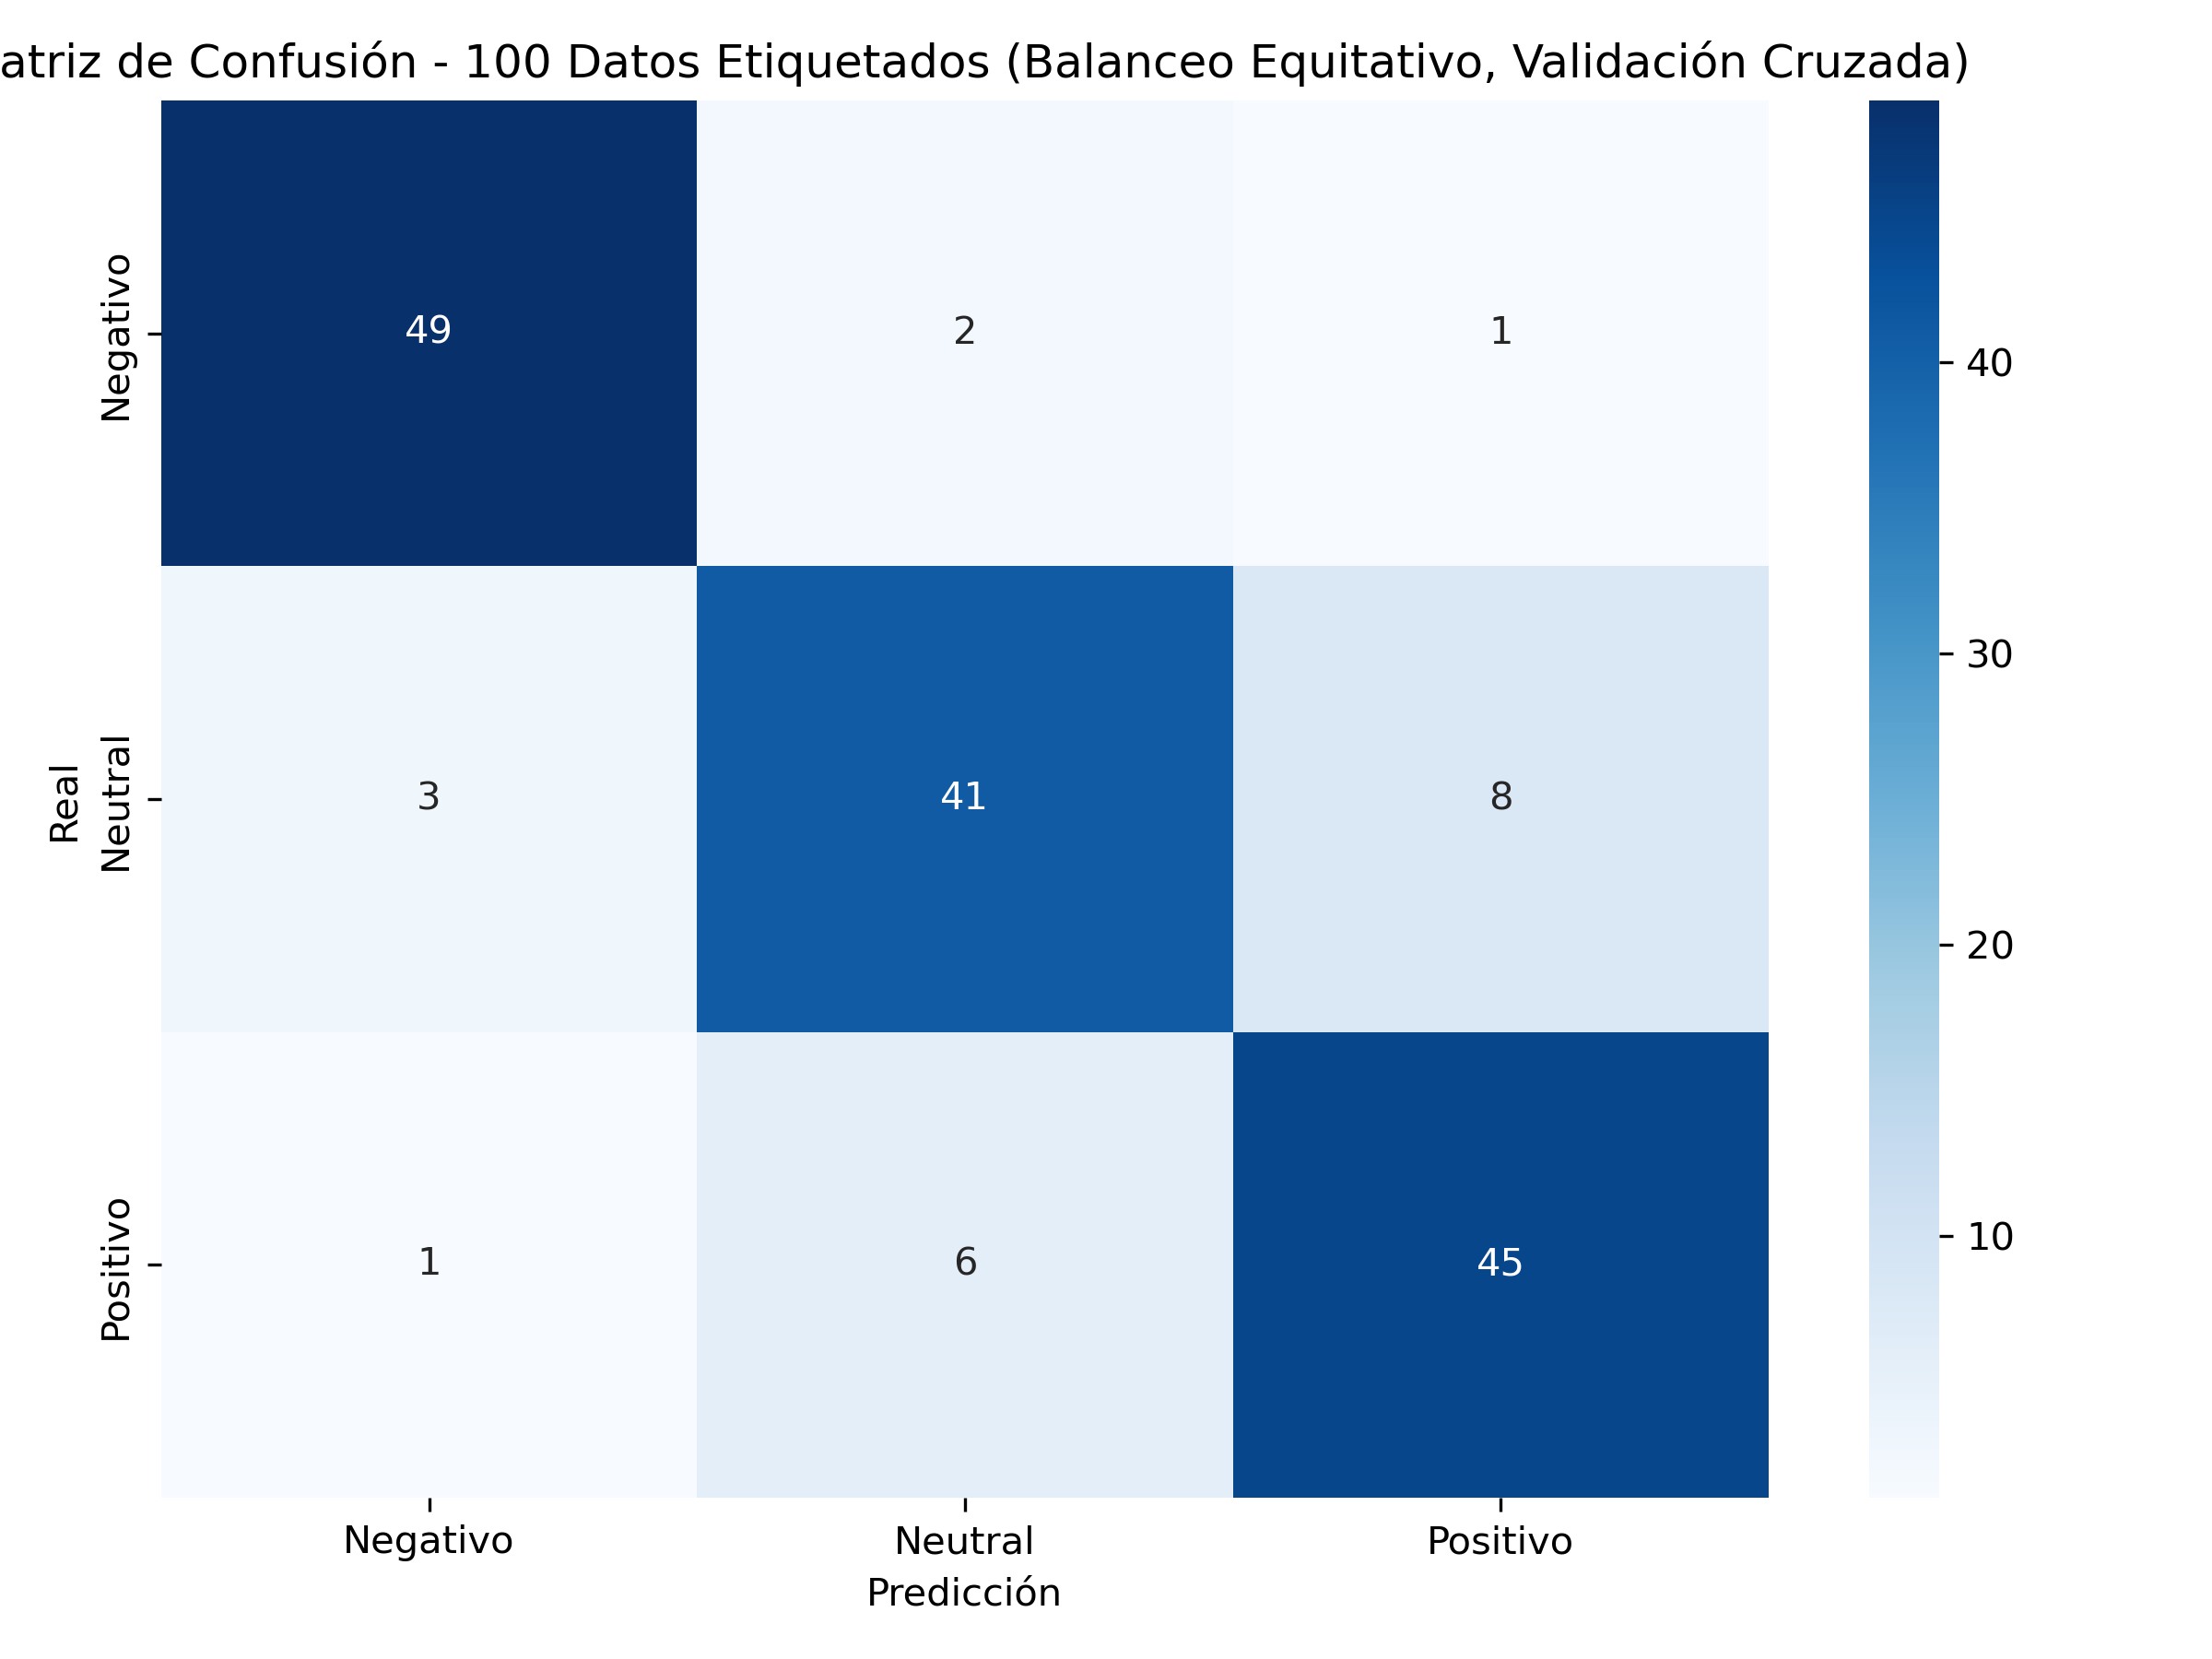 atriz de Confusión - 100 Datos Etiquetados (Balanceo Equitativo, Validación Cruzada)
Real
Negativo
49
2
1
Neutral
3
41
8
Positivo
1
6
45
Negativo
Neutral
Positivo
Predicción
40
30
20
10